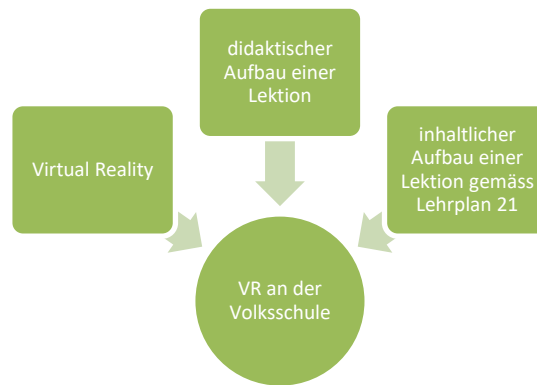 didaktischer
Aufbau einer
Lektion
Virtual Reality
inhaltlicher
Aufbau einer
Lektion gemäss
Lehrplan 21
VR an der
Volksschule